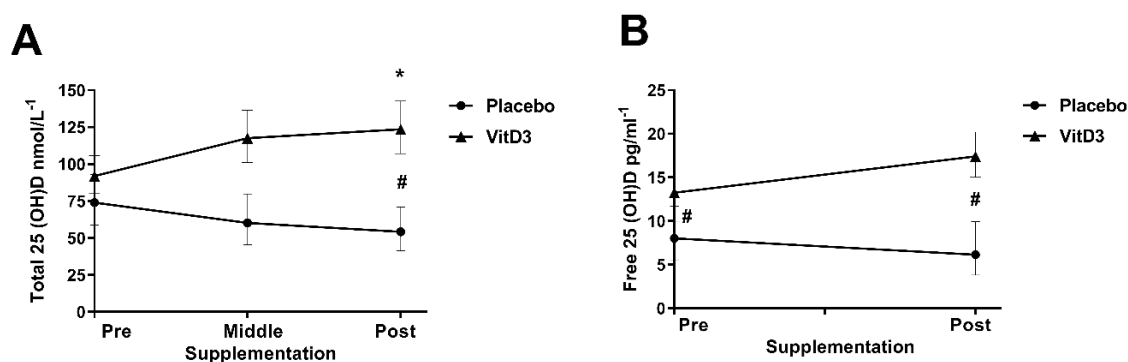 A
B
Total 25 (OH)D nmol/L-1
150
125
100
75
50
25
0
*
#
Placebo
VitD3
Pre Middle Post
Supplementation
Free 25 (OH)D pg/ml-1
25
20
15
10
5
0
#
#
Placebo
VitD3
Pre Post
Supplementation